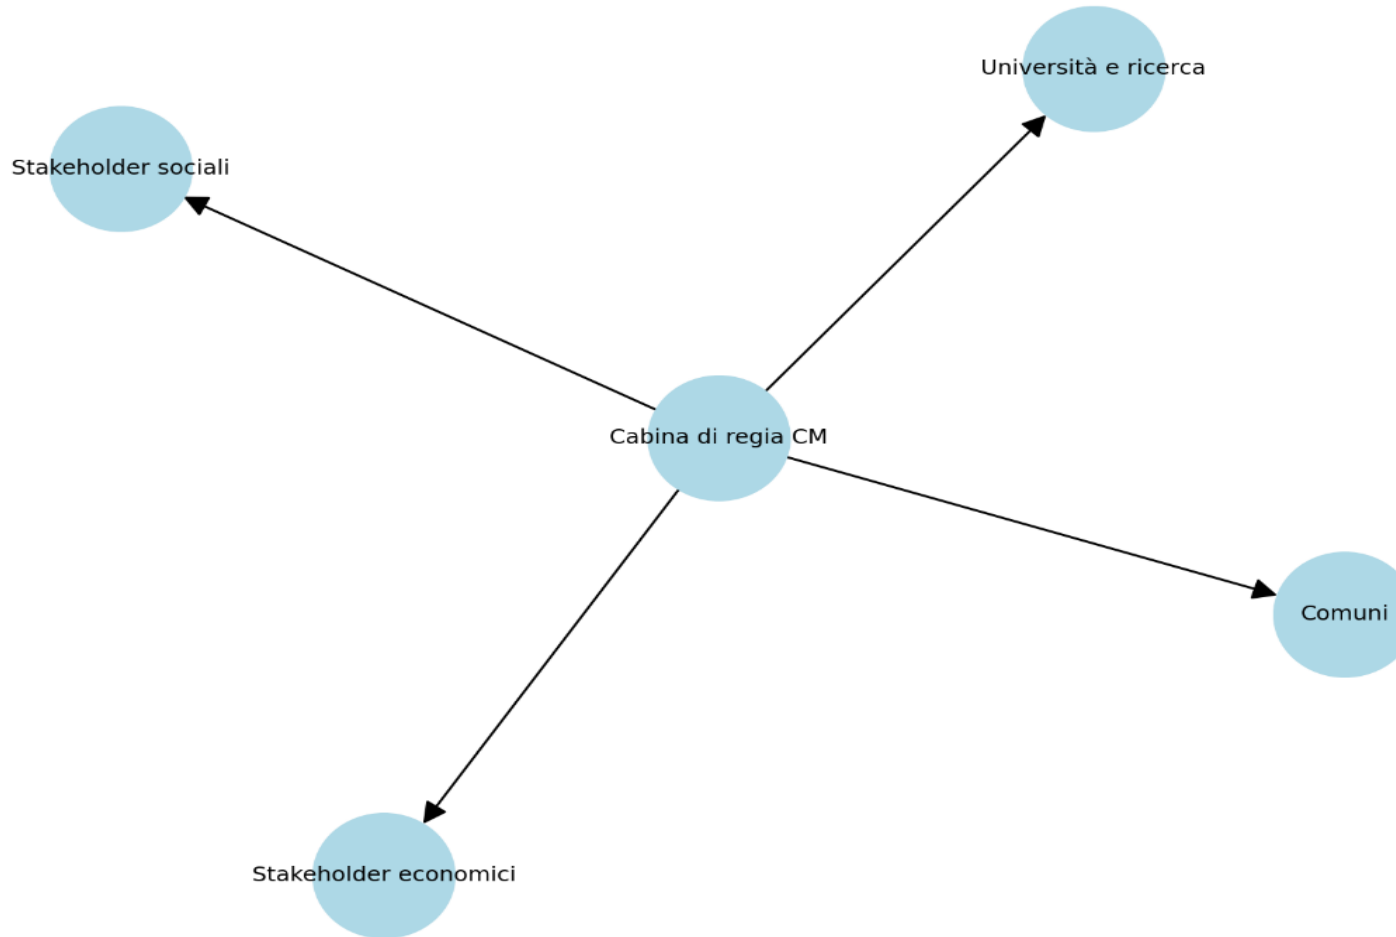 Università e ricerca
Stakeholder sociali
Cabina di regia CM
Comuni
Stakeholder economici